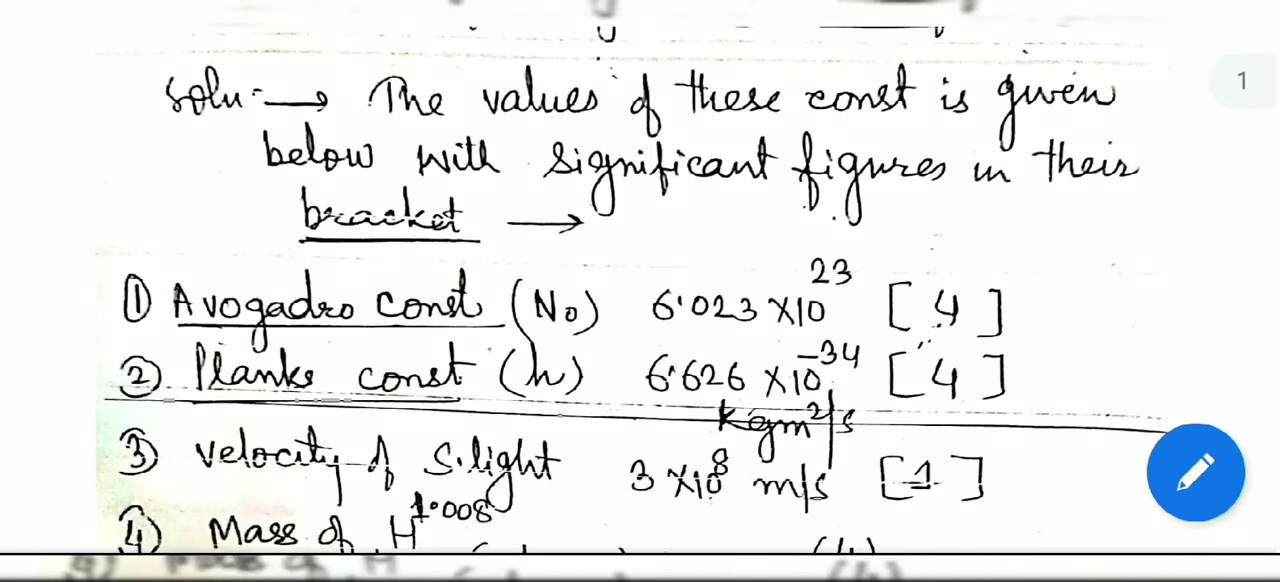 1
Solu:- → The values of these const is given
below with significant figures in their
bracket →
① Avogadro const (N₀) 6.023 ×10²³ [4]
② Planks const (h) 6.626 ×10⁻³⁴ [4]
kgm²/s
③ velocity of S.light 3 ×10⁸ m/s [1]
1.008
④ Mass of H